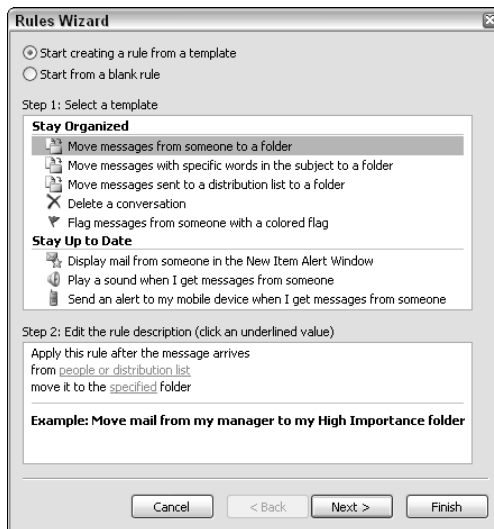 Rules Wizard
Start creating a rule from a template
Start from a blank rule
Step 1: Select a template
Stay Organized
Move messages from someone to a folder
Move messages with specific words in the subject to a folder
Move messages sent to a distribution list to a folder
Delete a conversation
Flag messages from someone with a colored flag
Stay Up to Date
Display mail from someone in the New Item Alert Window
Play a sound when I get messages from someone
Send an alert to my mobile device when I get messages from someone
Step 2: Edit the rule description (click an underlined value)
Apply this rule after the message arrives
from people or distribution list
move it to the specified folder
Example: Move mail from my manager to my High Importance folder
Cancel < Back Next > Finish